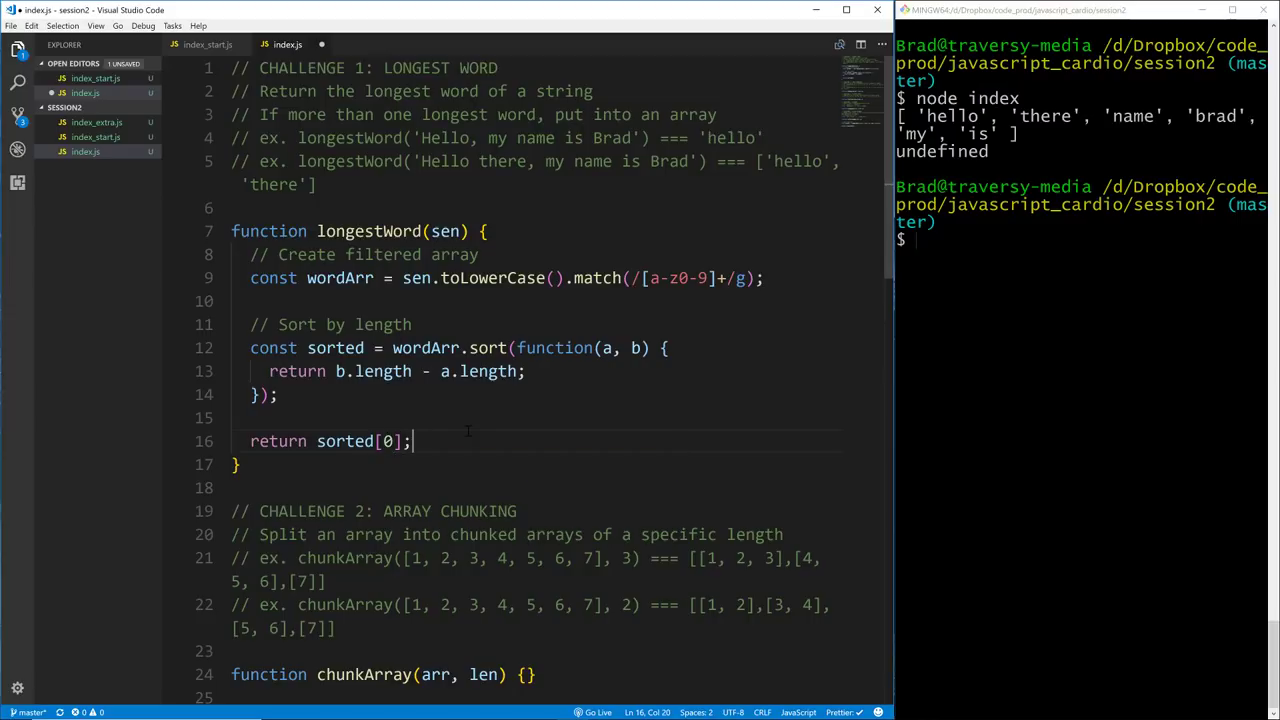 index.js - session2 - Visual Studio Code
File Edit Selection View Go Debug Tasks Help
EXPLORER
OPEN EDITORS 1 UNSAVED
index_start.js U
index.js U
SESSION2
index_extra.js U
index_start.js U
index.js U
index_start.js index.js
1 // CHALLENGE 1: LONGEST WORD
2 // Return the longest word of a string
3 // If more than one longest word, put into an array
4 // ex. longestWord('Hello, my name is Brad') === 'hello'
5 // ex. longestWord('Hello there, my name is Brad') === ['hello',
'there']
6
7 function longestWord(sen) {
8 // Create filtered array
9 const wordArr = sen.toLowerCase().match(/[a-z0-9]+/g);
10
11 // Sort by length
12 const sorted = wordArr.sort(function(a, b) {
13 return b.length - a.length;
14 });
15
16 return sorted[0];
17 }
18
19 // CHALLENGE 2: ARRAY CHUNKING
20 // Split an array into chunked arrays of a specific length
21 // ex. chunkArray([1, 2, 3, 4, 5, 6, 7], 3) === [[1, 2, 3],[4,
5, 6],[7]]
22 // ex. chunkArray([1, 2, 3, 4, 5, 6, 7], 2) === [[1, 2],[3, 4],
[5, 6],[7]]
23
24 function chunkArray(arr, len) {}
25
master* 0 0
Go Live Ln 16, Col 20 Spaces: 2 UTF-8 CRLF JavaScript Prettier: ✓
MINGW64:/d/Dropbox/code_prod/javascript_cardio/session2
Brad@traversy-media /d/Dropbox/code_
prod/javascript_cardio/session2 (mas
ter)
$ node index
[ 'hello', 'there', 'name', 'brad',
'my', 'is' ]
undefined
Brad@traversy-media /d/Dropbox/code_
prod/javascript_cardio/session2 (mas
ter)
$